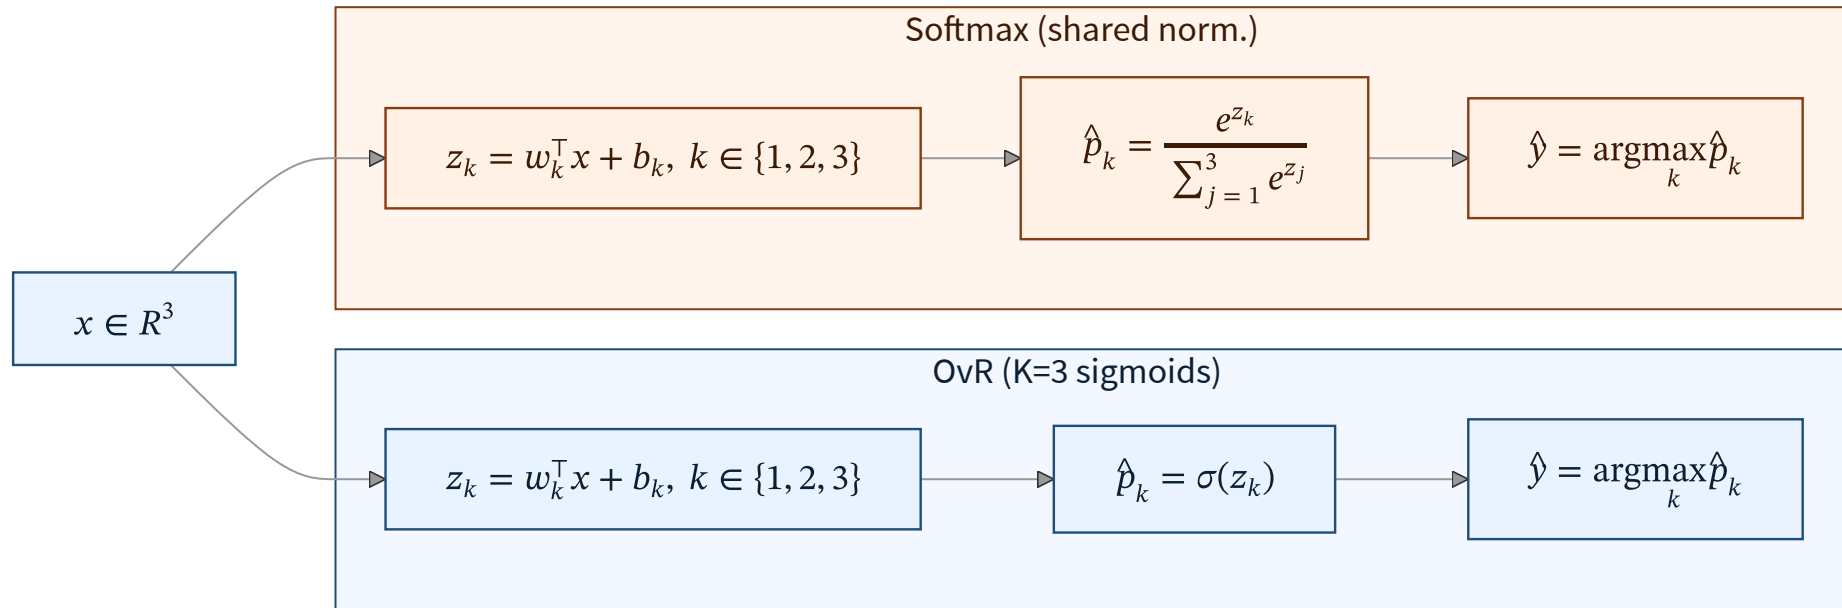 Softmax (shared norm.)
z_k = w_k^⊤ x + b_k, k ∈ {1, 2, 3}
p̂_k = e^{z_k} / ∑_{j = 1}^{3} e^{z_j}
ŷ = argmax_k p̂_k
x ∈ R^3
OvR (K=3 sigmoids)
z_k = w_k^⊤ x + b_k, k ∈ {1, 2, 3}
p̂_k = σ(z_k)
ŷ = argmax_k p̂_k